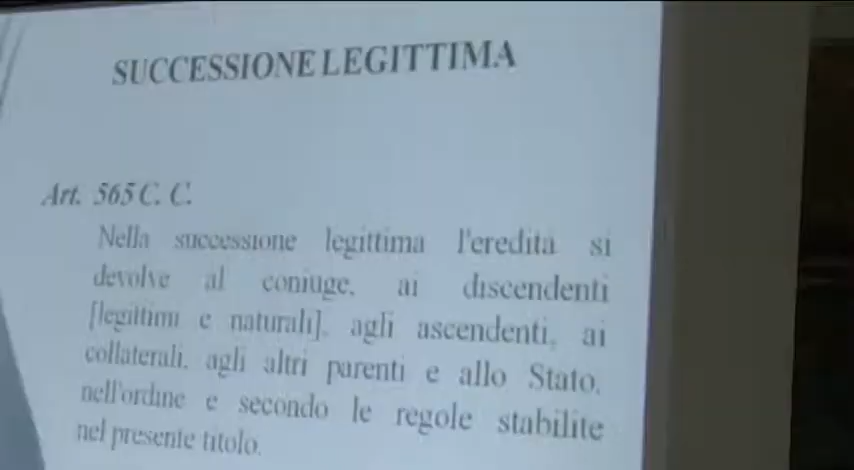 SUCCESSIONE LEGITTIMA
Art. 565 C. C.
Nella successione legittima l'eredità si
devolve al coniuge, ai discendenti
[legittimi e naturali], agli ascendenti, ai
collaterali, agli altri parenti e allo Stato,
nell'ordine e secondo le regole stabilite
nel presente titolo.